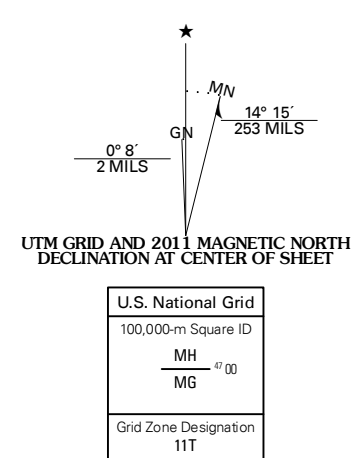 ★
MN
GN
14° 15´
253 MILS
0° 8´
2 MILS
UTM GRID AND 2011 MAGNETIC NORTH
DECLINATION AT CENTER OF SHEET
U.S. National Grid
100,000-m Square ID
MH
47 00
MG
Grid Zone Designation
11T